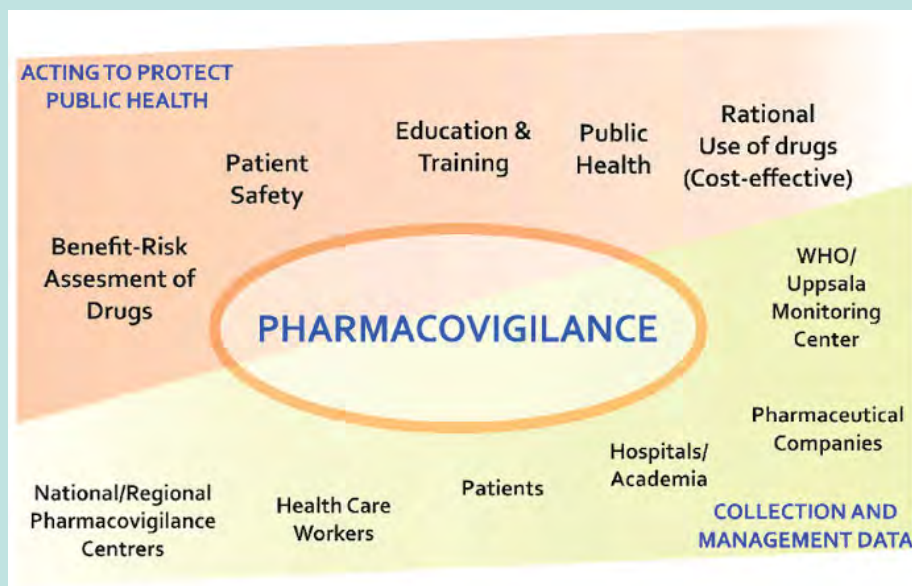 ACTING TO PROTECT
PUBLIC HEALTH
Benefit-Risk
Assesment of
Drugs
Patient
Safety
Education &
Training
Public
Health
Rational
Use of drugs
(Cost-effective)
PHARMACOVIGILANCE
WHO/
Uppsala
Monitoring
Center
Pharmaceutical
Companies
Hospitals/
Academia
Patients
Health Care
Workers
National/Regional
Pharmacovigilance
Centrers
COLLECTION AND
MANAGEMENT DATA